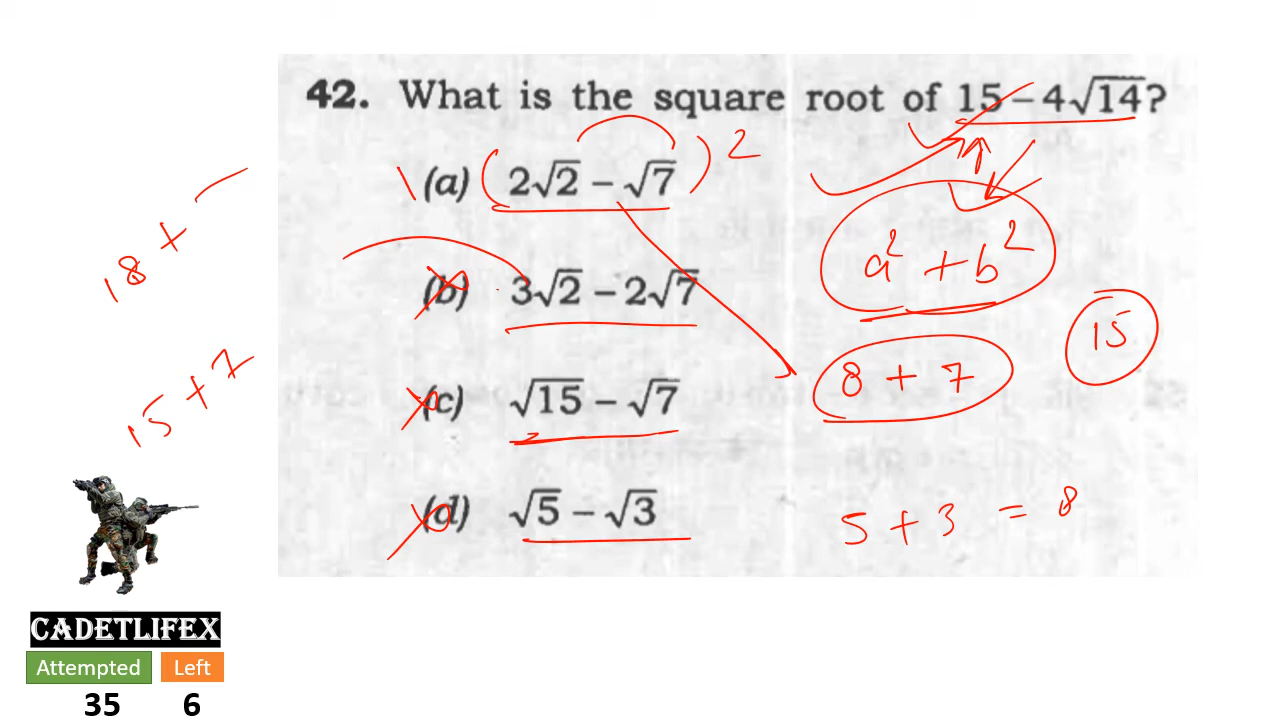 42. What is the square root of 15 – 4√14?
(a) (2√2 – √7)2
(b) 3√2 – 2√7
(c) √15 – √7
(d) √5 – √3
a2 + b2
8 + 7
15
5 + 3 = 8
18 +
15 + 7
CADETLIFEX
Attempted Left
35 6